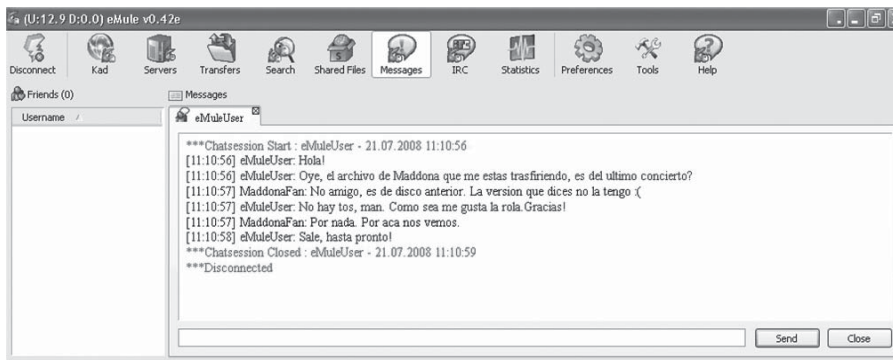 (U:12.9 D:0.0) eMule v0.42e
Disconnect Kad Servers Transfers Search Shared Files Messages IRC Statistics Preferences Tools Help
Friends (0)
Messages
Username
eMuleUser
***Chatsession Start : eMuleUser - 21.07.2008 11:10:56
[11:10:56] eMuleUser: Hola!
[11:10:56] eMuleUser: Oye, el archivo de Maddona que me estas trasfiriendo, es del ultimo concierto?
[11:10:57] MaddonaFan: No amigo, es de disco anterior. La version que dices no la tengo :(
[11:10:57] eMuleUser: No hay tos, man. Como sea me gusta la rola.Gracias!
[11:10:57] MaddonaFan: Por nada. Por aca nos vemos.
[11:10:58] eMuleUser: Sale, hasta pronto!
***Chatsession Closed : eMuleUser - 21.07.2008 11:10:59
***Disconnected
Send Close